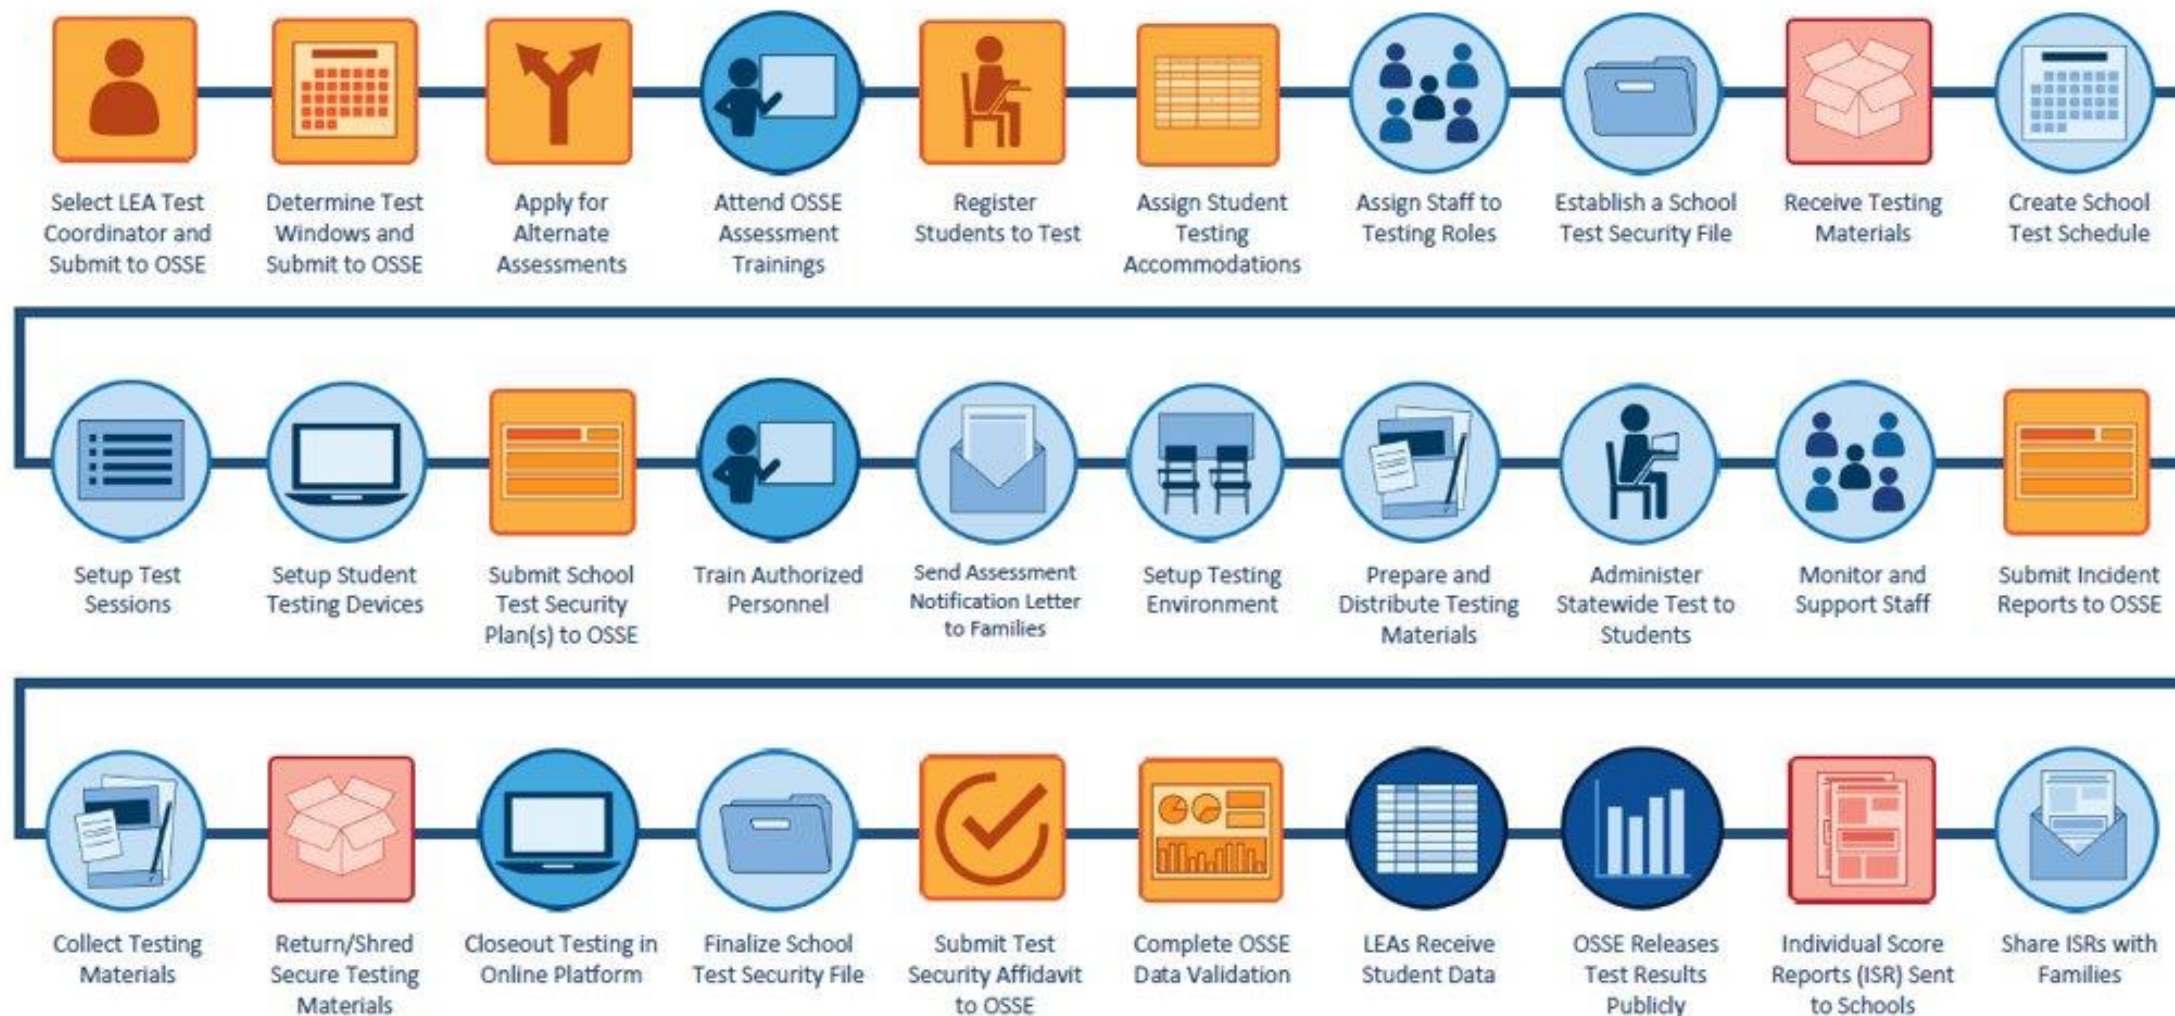 Select LEA Test
Coordinator and
Submit to OSSE
Determine Test
Windows and
Submit to OSSE
Apply for
Alternate
Assessments
Attend OSSE
Assessment
Trainings
Register
Students to Test
Assign Student
Testing
Accommodations
Assign Staff to
Testing Roles
Establish a School
Test Security File
Receive Testing
Materials
Create School
Test Schedule
Setup Test
Sessions
Setup Student
Testing Devices
Submit School
Test Security
Plan(s) to OSSE
Train Authorized
Personnel
Send Assessment
Notification Letter
to Families
Setup Testing
Environment
Prepare and
Distribute Testing
Materials
Administer
Statewide Test to
Students
Monitor and
Support Staff
Submit Incident
Reports to OSSE
Collect Testing
Materials
Return/Shred
Secure Testing
Materials
Closeout Testing in
Online Platform
Finalize School
Test Security File
Submit Test
Security Affidavit
to OSSE
Complete OSSE
Data Validation
LEAs Receive
Student Data
OSSE Releases
Test Results
Publicly
Individual Score
Reports (ISR) Sent
to Schools
Share ISRs with
Families